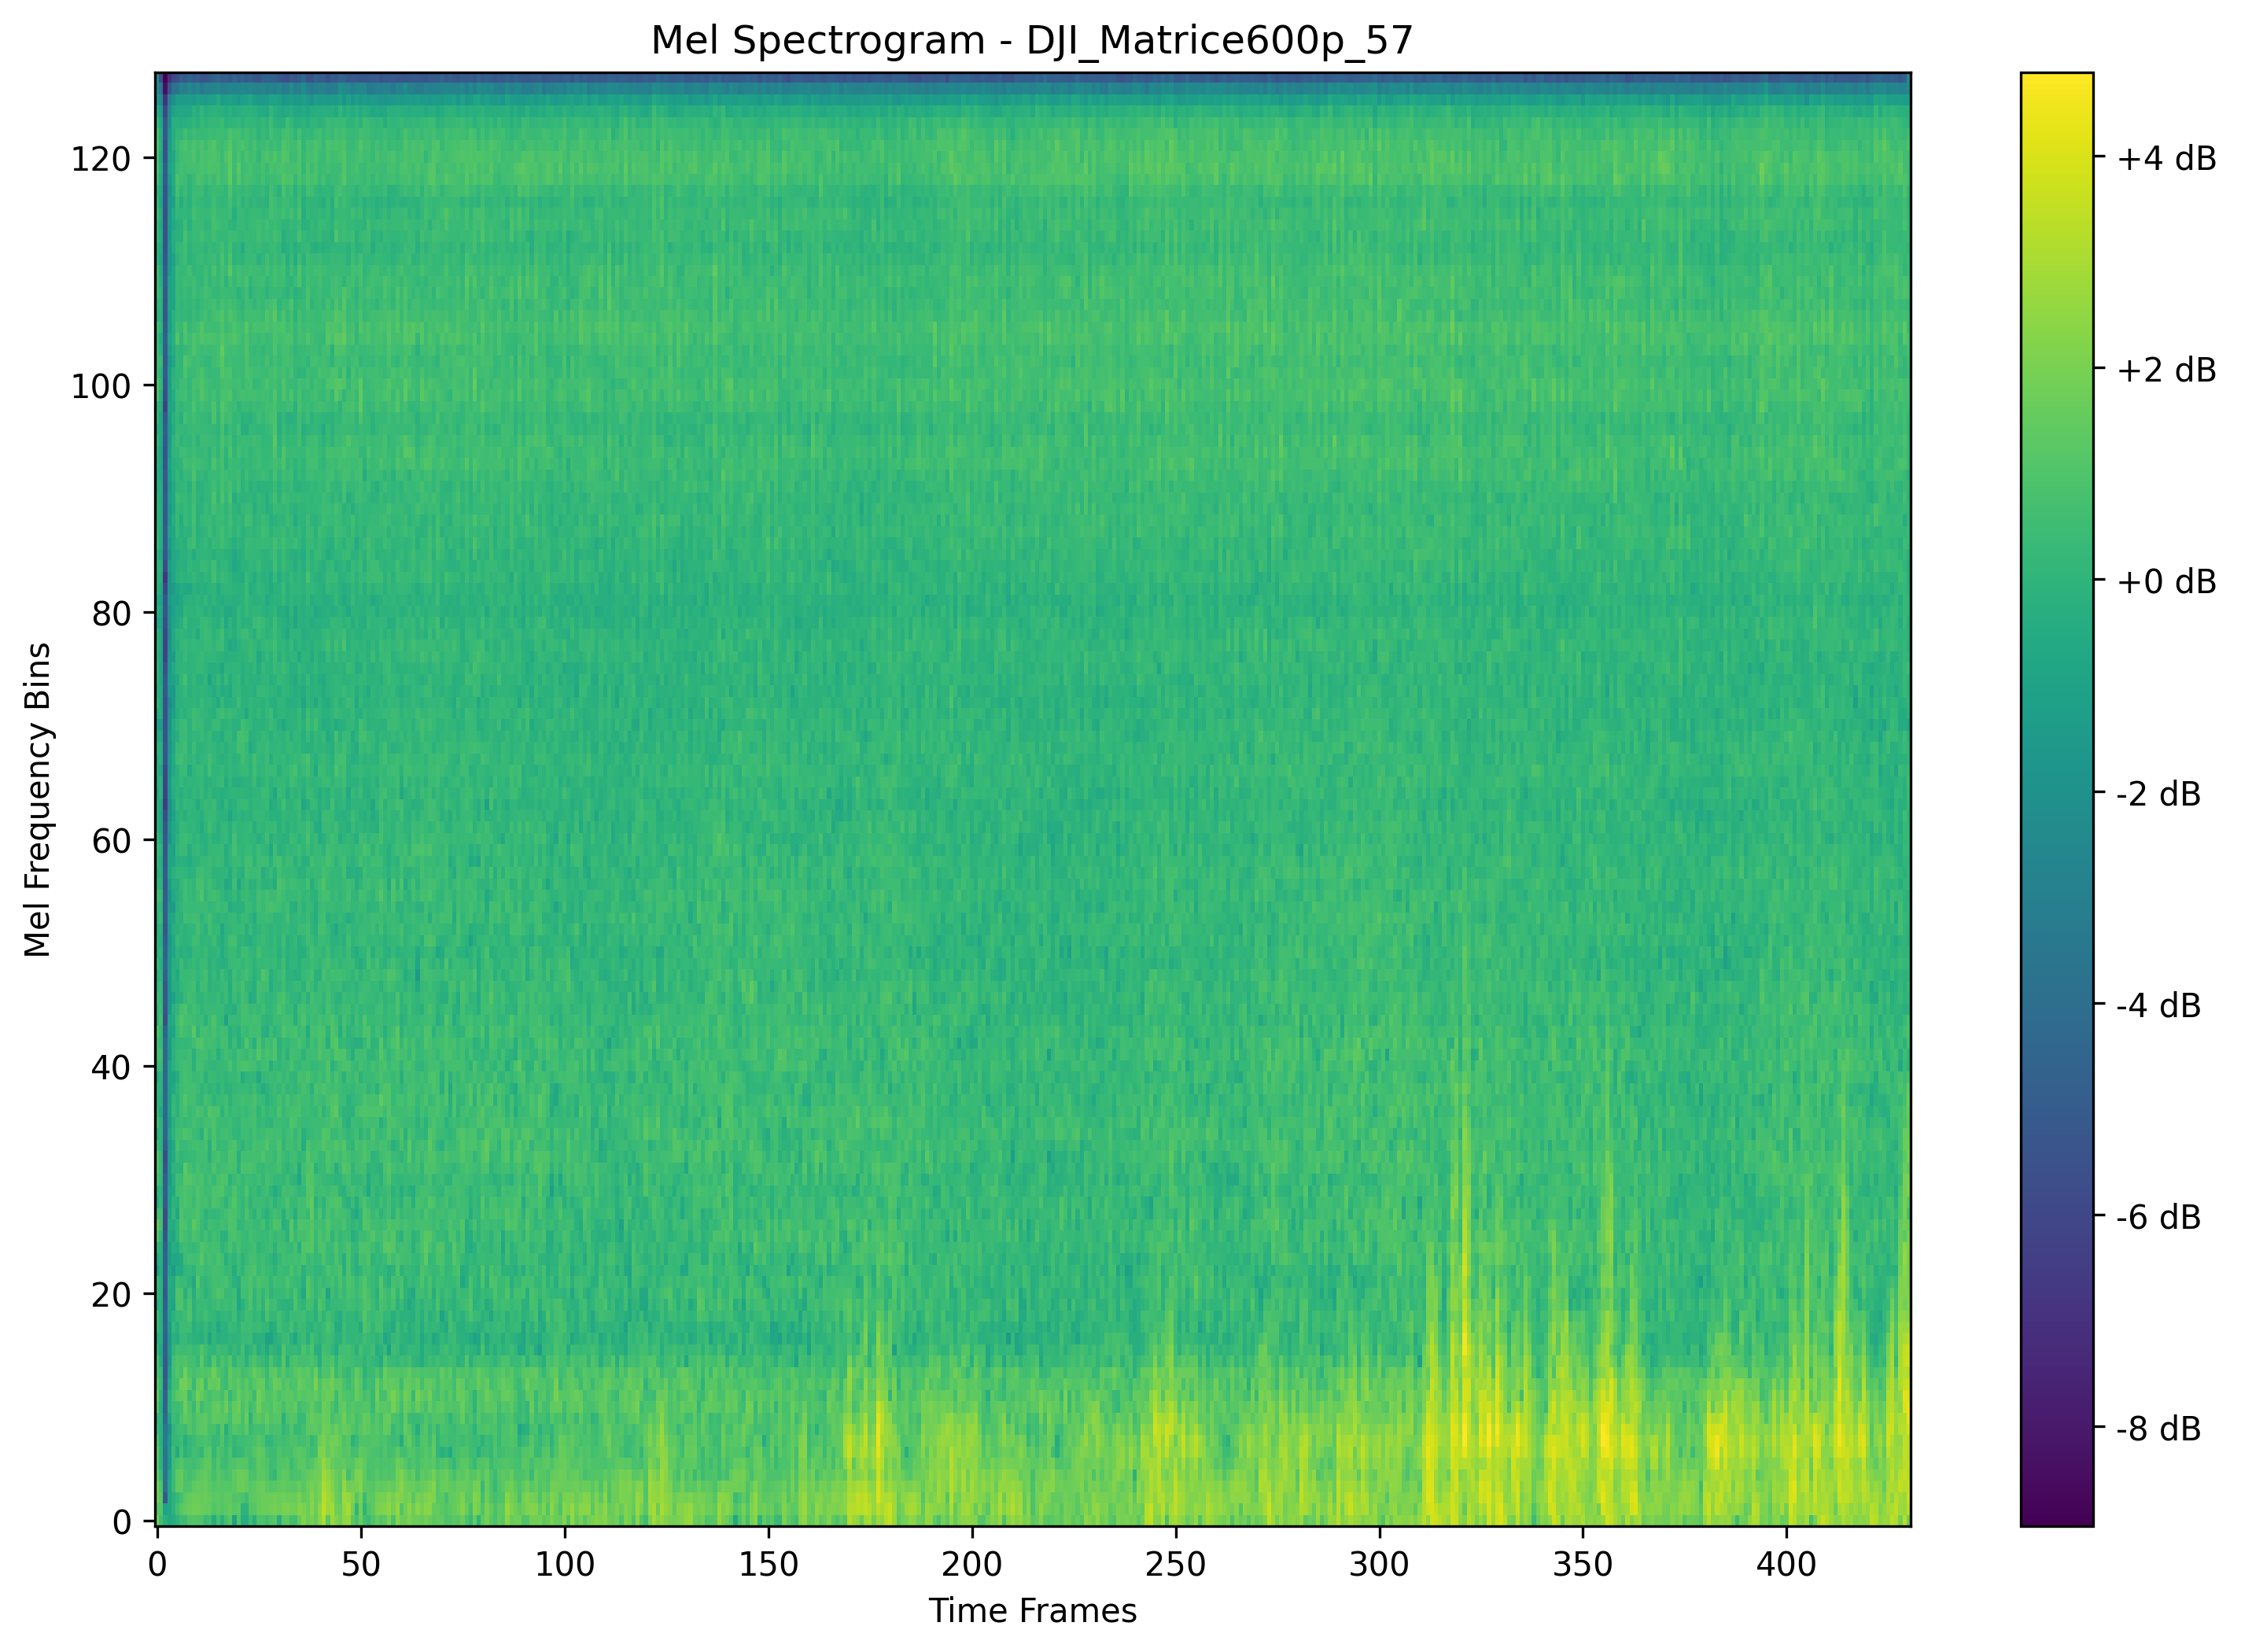 Mel Spectrogram - DJI_Matrice600p_57
Mel Frequency Bins
120
100
80
60
40
20
0
0 50 100 150 200 250 300 350 400
Time Frames
+4 dB
+2 dB
+0 dB
-2 dB
-4 dB
-6 dB
-8 dB